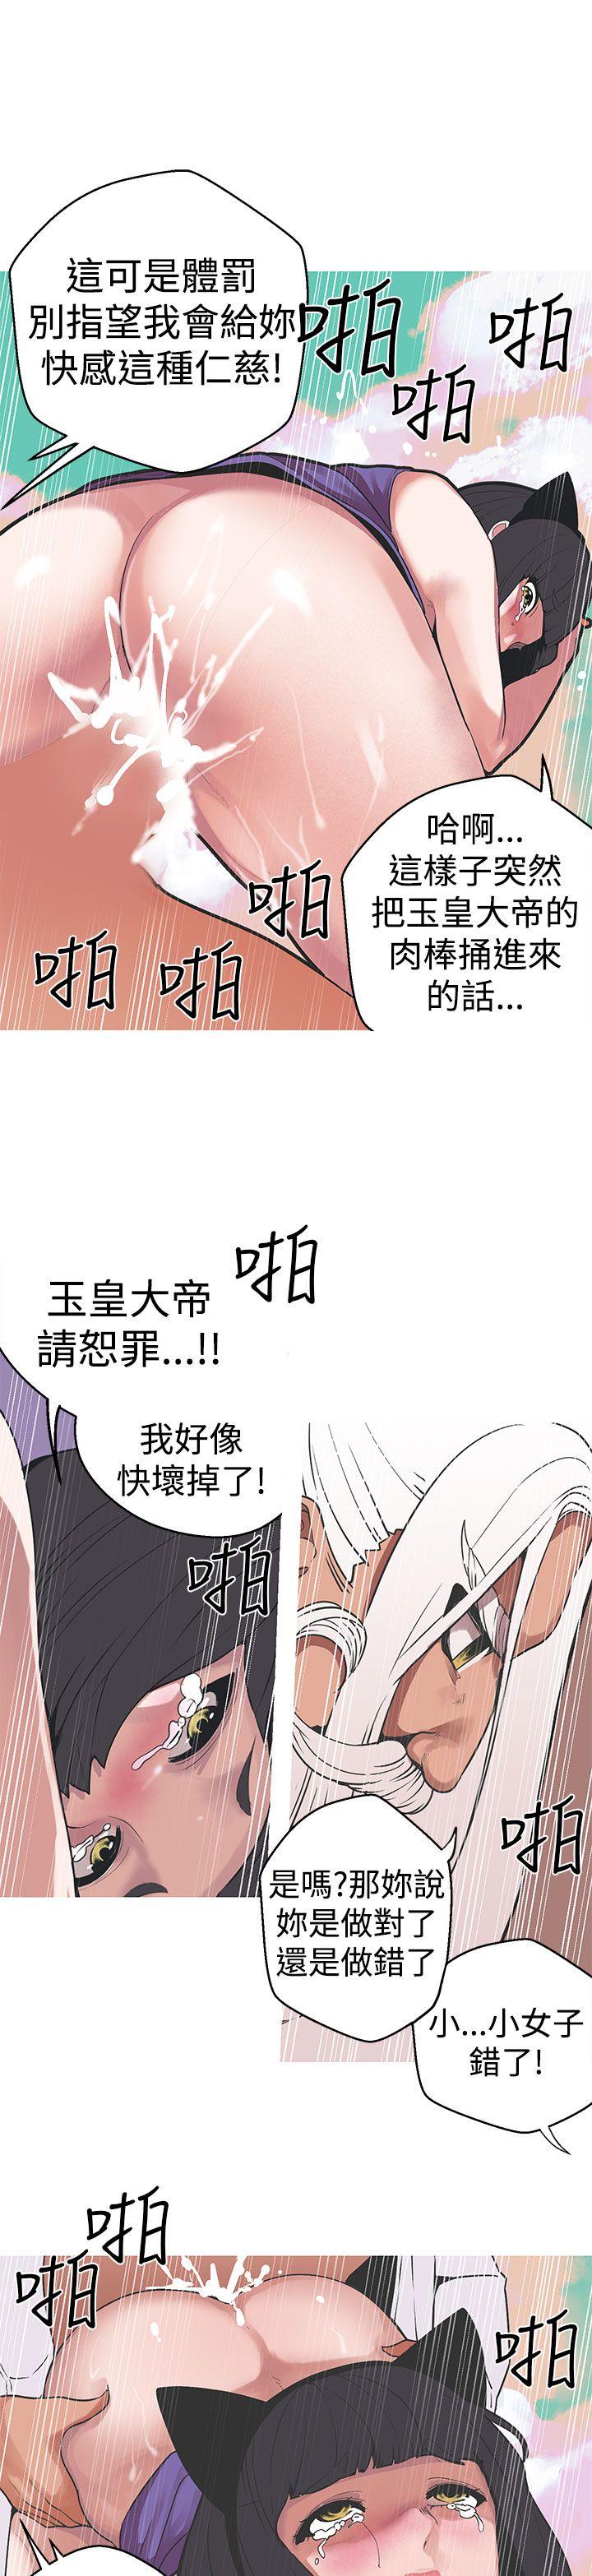 這可是體罰
別指望我會給妳
快感這種仁慈!
啪
啪
啪
哈啊...
這樣子突然
把玉皇大帝的
肉棒捅進來
的話...
啪
啪
啪
啪
玉皇大帝
請恕罪...!!
我好像
快壞掉了!
啪
啪
是嗎?那妳說
妳是做對了
還是做錯了
小...小女子
錯了!
啪
啪
啪